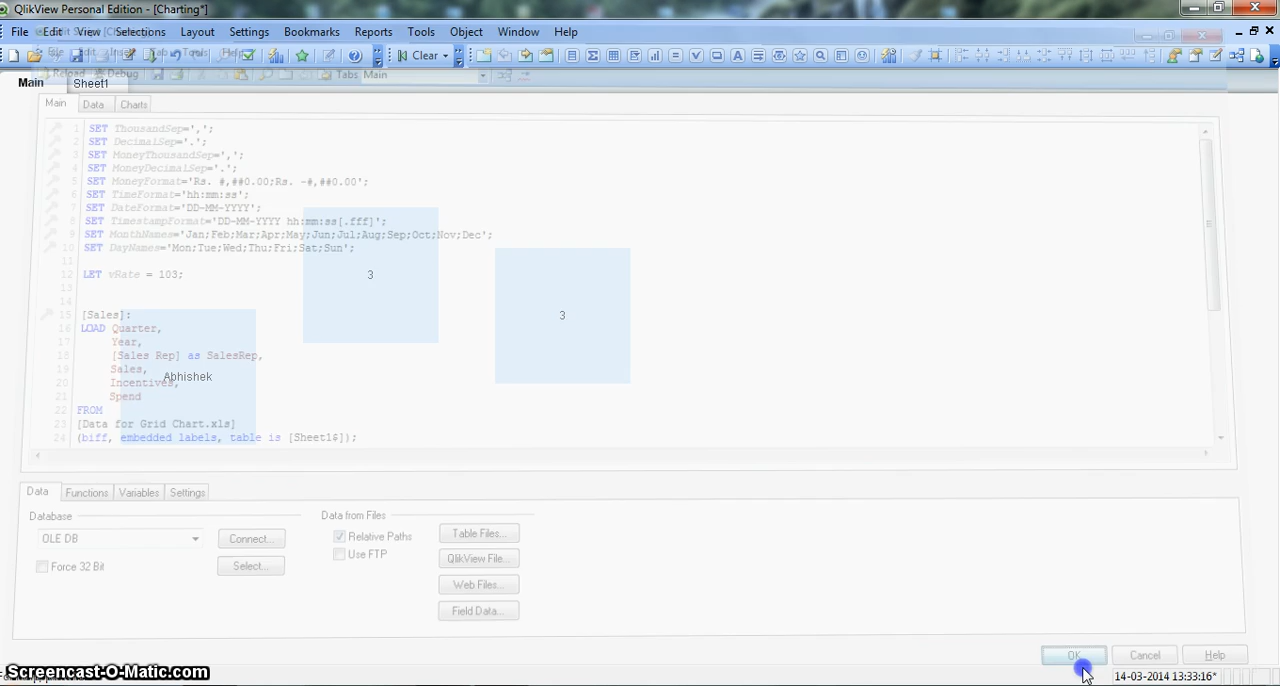 QlikView Personal Edition - [Charting*]
File Edit View Selections Layout Settings Bookmarks Reports Tools Object Window Help
Clear
Reload Debug Tabs Main
Main Sheet1
Main Data Charts
1 SET ThousandSep=',';
2 SET DecimalSep='.';
3 SET MoneyThousandSep=',';
4 SET MoneyDecimalSep='.';
5 SET MoneyFormat='Rs. #,##0.00;Rs. -#,##0.00';
6 SET TimeFormat='hh:mm:ss';
7 SET DateFormat='DD-MM-YYYY';
8 SET TimestampFormat='DD-MM-YYYY hh:mm:ss[.fff]';
9 SET MonthNames='Jan;Feb;Mar;Apr;May;Jun;Jul;Aug;Sep;Oct;Nov;Dec';
10 SET DayNames='Mon;Tue;Wed;Thu;Fri;Sat;Sun';
11
12 LET vRate = 103;
3
13
14
15 [Sales]:
3
16 LOAD Quarter,
17 Year,
18 [Sales Rep] as SalesRep,
19 Sales,
Abhishek
20 Incentives,
21 Spend
22 FROM
23 [Data for Grid Chart.xls]
24 (biff, embedded labels, table is [Sheet1$]);
Data Functions Variables Settings
Database
OLE DB
Connect...
Force 32 Bit
Select...
Data from Files
Relative Paths
Use FTP
Table Files...
QlikView File...
Web Files...
Field Data...
OK Cancel Help
Screencast-O-Matic.com
14-03-2014 13:33:16*